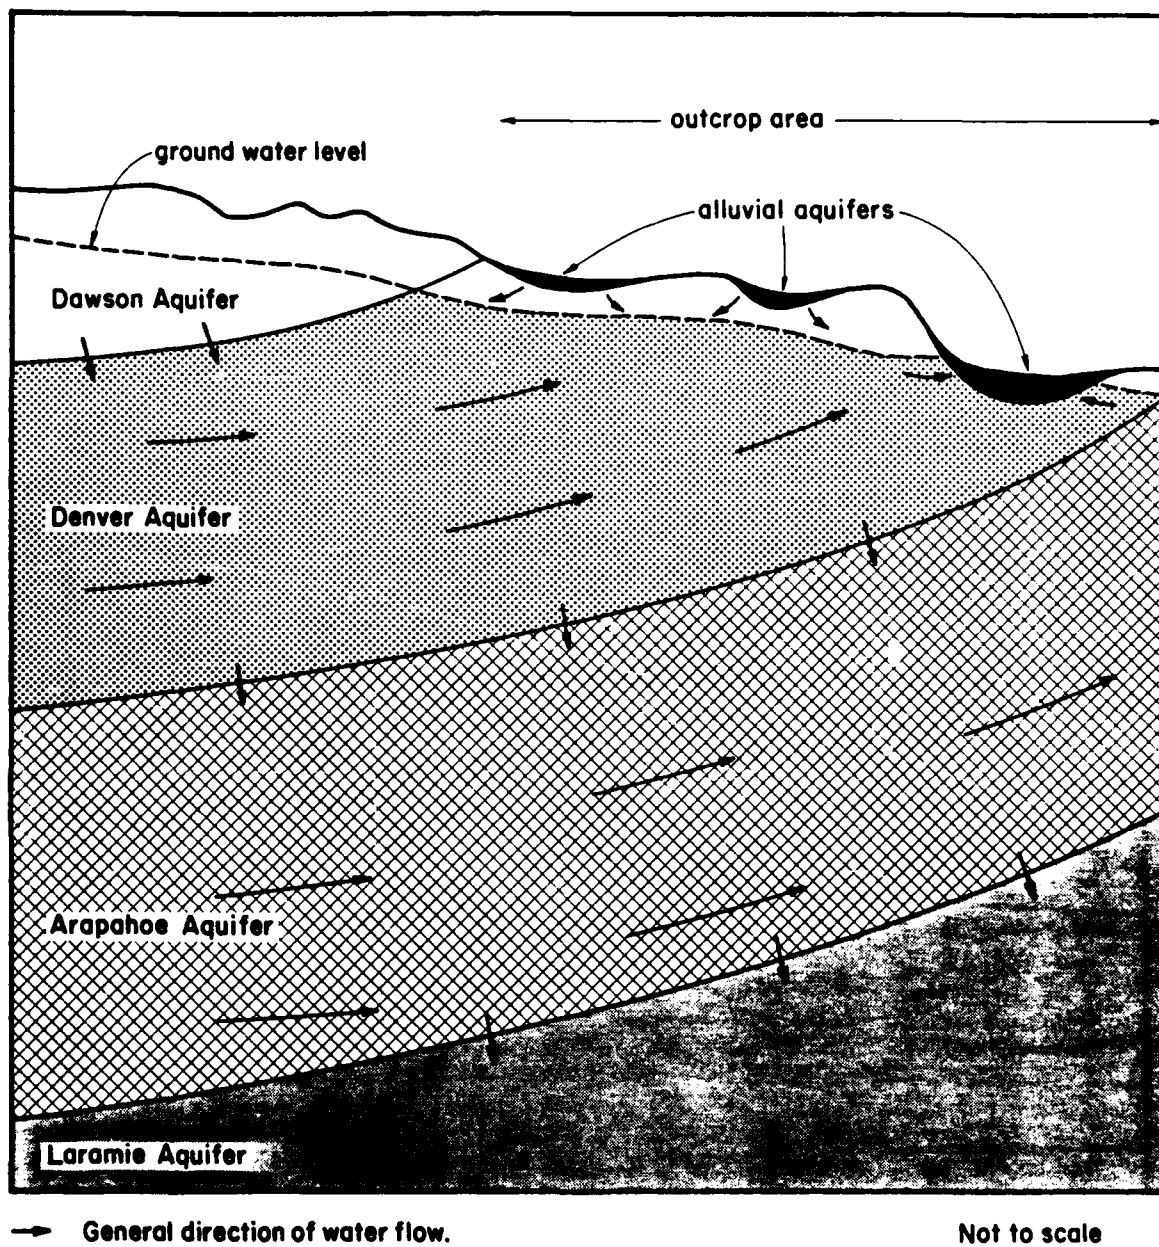 outcrop area
ground water level
alluvial aquifers
Dawson Aquifer
Denver Aquifer
Arapahoe Aquifer
Laramie Aquifer
General direction of water flow.
Not to scale